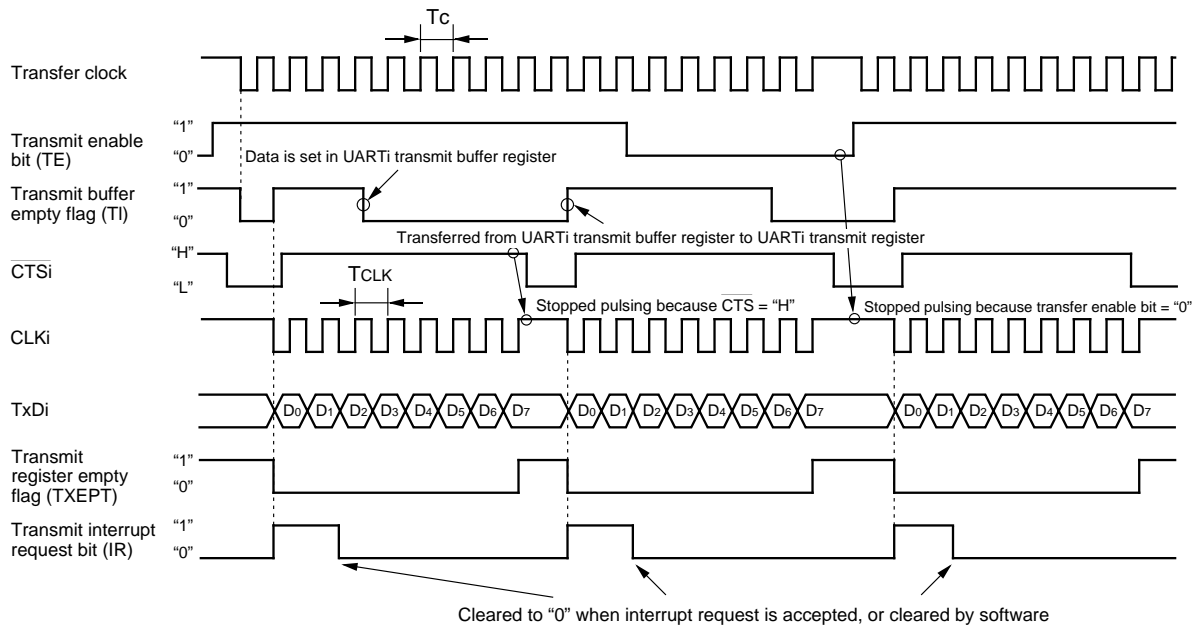 Tc
Transfer clock
Transmit enable
bit (TE)
“1”
“0”
Data is set in UARTi transmit buffer register
Transmit buffer
empty flag (TI)
“1”
“0”
Transferred from UARTi transmit buffer register to UARTi transmit register
CTSi
“H”
“L”
TCLK
Stopped pulsing because CTS = “H”
Stopped pulsing because transfer enable bit = “0”
CLKi
TxDi
D0 D1 D2 D3 D4 D5 D6 D7 D0 D1 D2 D3 D4 D5 D6 D7 D0 D1 D2 D3 D4 D5 D6 D7
Transmit
register empty
flag (TXEPT)
“1”
“0”
Transmit interrupt
request bit (IR)
“1”
“0”
Cleared to “0” when interrupt request is accepted, or cleared by software